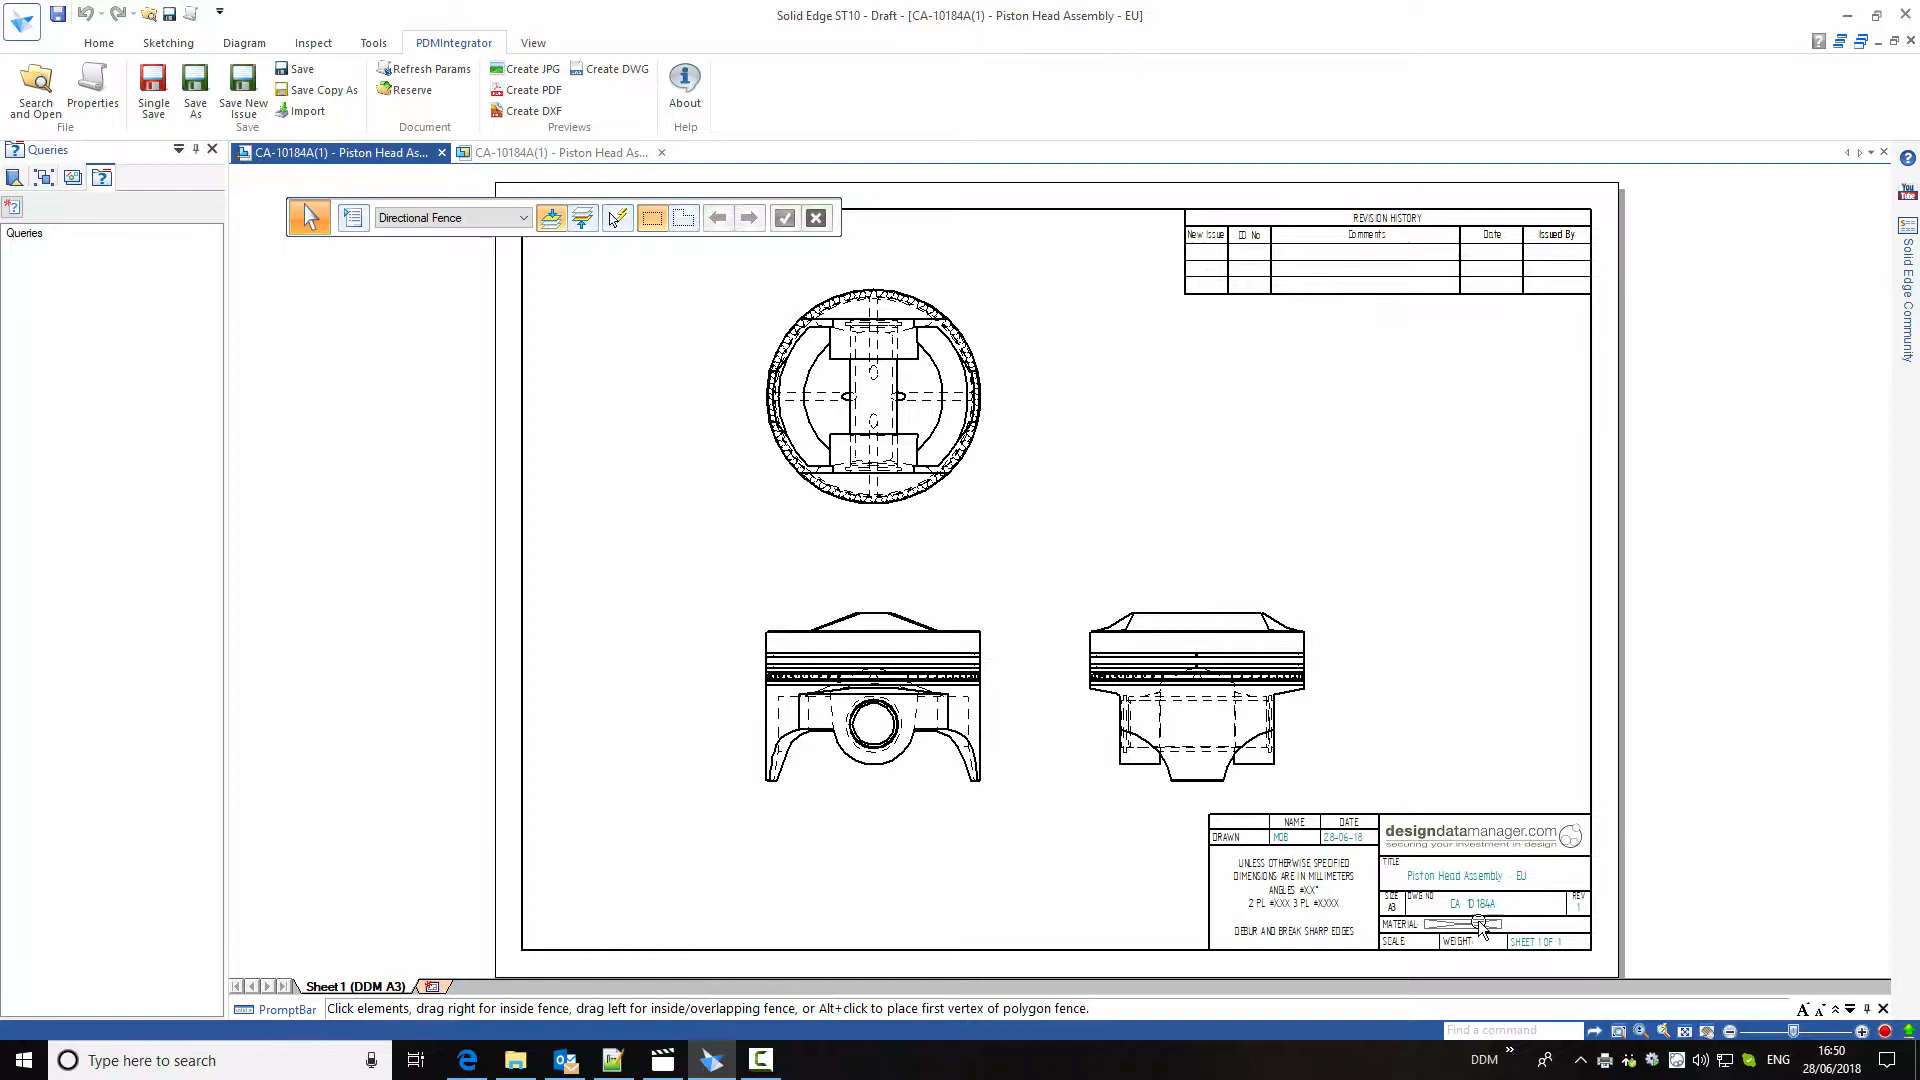 Solid Edge ST10 - Draft - [CA-10184A(1) - Piston Head Assembly - EU]
Home Sketching Diagram Inspect Tools PDMIntegrator View
Search and Open
Properties
File
Single Save
Save As
Save New Issue
Save
Save Copy As
Import
Save
Refresh Params
Reserve
Document
Create JPG
Create DWG
Create PDF
Create DXF
Previews
About
Help
Queries
CA-10184A(1) - Piston Head As...
CA-10184A(1) - Piston Head As...
Directional Fence
Queries
You Tube
Solid Edge Community
REVISION HISTORY
New Issue
Comments
Date
Issued By
NAME DATE
DRAWN MOB 28-06-18
UNLESS OTHERWISE SPECIFIED
DIMENSIONS ARE IN MILLIMETERS
ANGLES ±X.X°
2 PL ±X.XX 3 PL ±X.XXX
DEBUR AND BREAK SHARP EDGES
designdatamanager.com
securing your investment in design
TITLE
Piston Head Assembly - EU
SIZE
A3
DWG NO
REV
1
MATERIAL:
SCALE
WEIGHT:
SHEET 1 OF 1
Sheet1 (DDM A3)
PromptBar
Click elements, drag right for inside fence, drag left for inside/overlapping fence, or Alt+click to place first vertex of polygon fence.
Find a command
Type here to search
DDM
ENG
16:50
28/06/2018